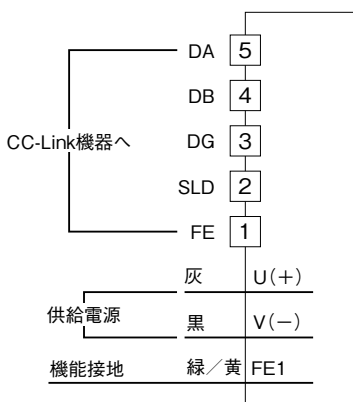 DA 5
DB 4
CC-Link機器へ DG 3
SLD 2
FE 1
灰 U(+)
供給電源
黒 V(-)
機能接地 緑/黄 FE1